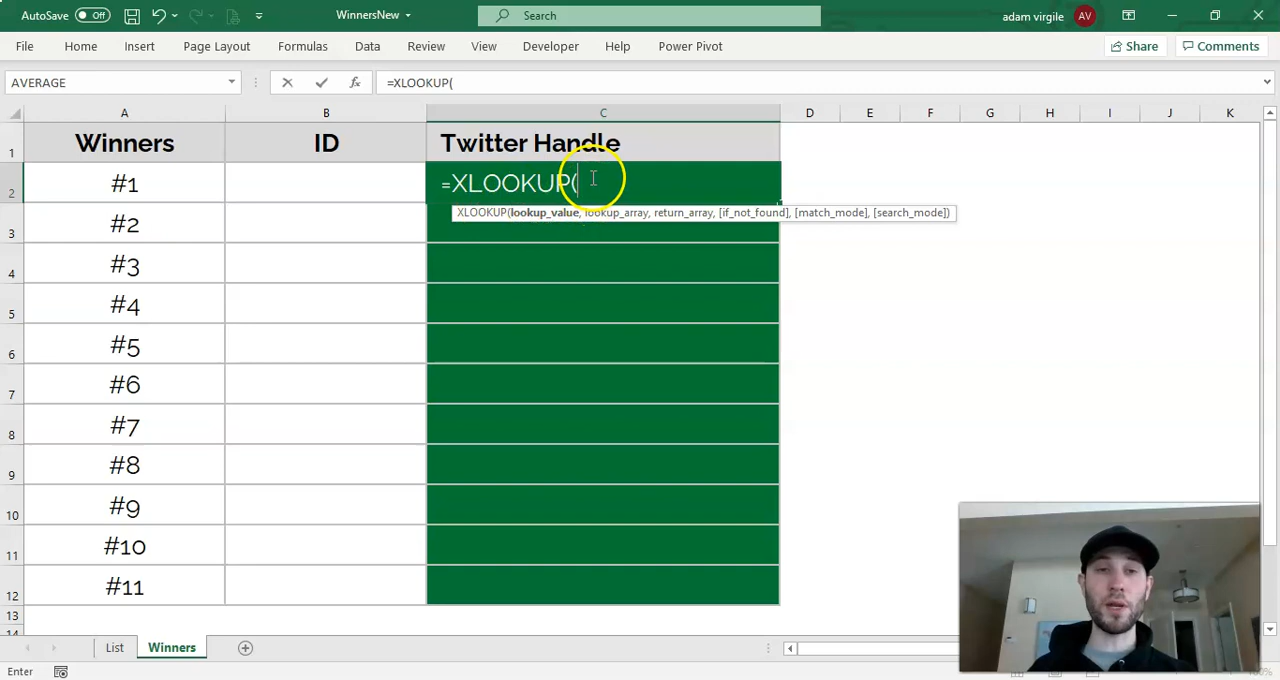 AutoSave Off WinnersNew Search adam virgile AV
File Home Insert Page Layout Formulas Data Review View Developer Help Power Pivot Share Comments
AVERAGE fx =XLOOKUP(
A B C D E F G H I J K
1 Winners ID Twitter Handle
2 #1 =XLOOKUP(
XLOOKUP(lookup_value, lookup_array, return_array, [if_not_found], [match_mode], [search_mode])
3 #2
4 #3
5 #4
6 #5
7 #6
8 #7
9 #8
10 #9
11 #10
12 #11
13
14
List Winners
Enter